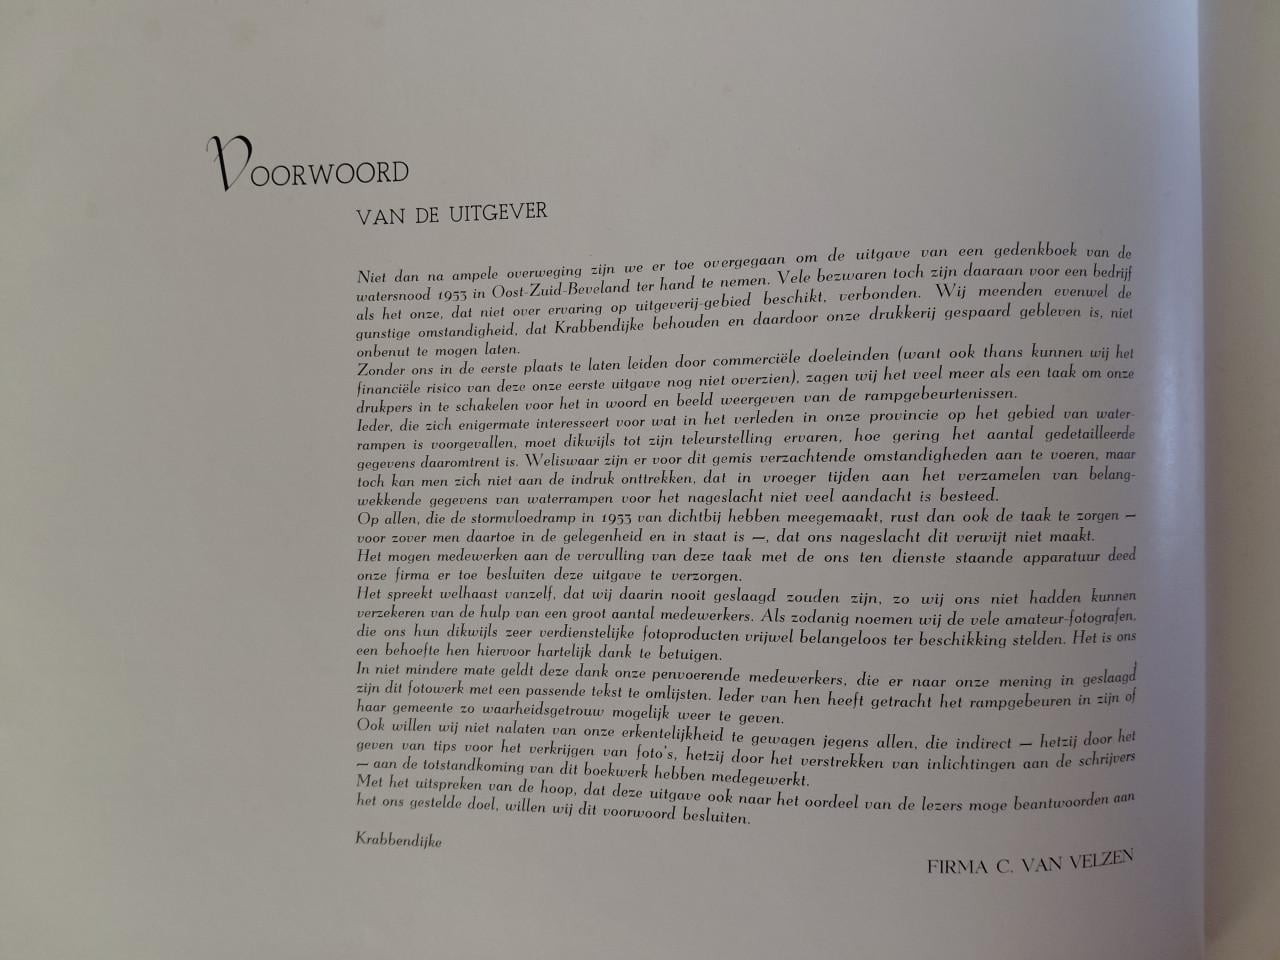 VOORWOORD
VAN DE UITGEVER
Niet dan na ampele overweging zijn we er toe overgegaan om de uitgave van een gedenkboek van de
watersnood 1953 in Oost-Zuid-Beveland ter hand te nemen. Vele bezwaren toch zijn daaraan voor een bedrijf
als het onze, dat niet over ervaring op uitgeverij-gebied beschikt, verbonden. Wij meenden evenwel de
gunstige omstandigheid, dat Krabbendijke behouden en daardoor onze drukkerij gespaard gebleven is, niet
onbenut te mogen laten.
Zonder ons in de eerste plaats te laten leiden door commerciële doeleinden (want ook thans kunnen wij het
financiële risico van deze onze eerste uitgave nog niet overzien), zagen wij het veel meer als een taak om onze
drukpers in te schakelen voor het in woord en beeld weergeven van de rampgebeurtenissen.
Ieder, die zich enigermate interesseert voor wat in het verleden in onze provincie op het gebied van water-
rampen is voorgevallen, moet dikwijls tot zijn teleurstelling ervaren, hoe gering het aantal gedetailleerde
gegevens daaromtrent is. Weliswaar zijn er voor dit gemis verzachtende omstandigheden aan te voeren, maar
toch kan men zich niet aan de indruk onttrekken, dat in vroeger tijden aan het verzamelen van belang-
wekkende gegevens van waterrampen voor het nageslacht niet veel aandacht is besteed.
Op allen, die de stormvloedramp in 1953 van dichtbij hebben meegemaakt, rust dan ook de taak te zorgen —
voor zover men daartoe in de gelegenheid en in staat is —, dat ons nageslacht dit verwijt niet maakt.
Het mogen medewerken aan de vervulling van deze taak met de ons ten dienste staande apparatuur deed
onze firma er toe besluiten deze uitgave te verzorgen.
Het spreekt welhaast vanzelf, dat wij daarin nooit geslaagd zouden zijn, zo wij ons niet hadden kunnen
verzekeren van de hulp van een groot aantal medewerkers. Als zodanig noemen wij de vele amateur-fotografen,
die ons hun dikwijls zeer verdienstelijke fotoproducten vrijwel belangeloos ter beschikking stelden. Het is ons
een behoefte hen hiervoor hartelijk dank te betuigen.
In niet mindere mate geldt deze dank onze penvoerende medewerkers, die er naar onze mening in geslaagd
zijn dit fotowerk met een passende tekst te omlijsten. Ieder van hen heeft getracht het rampgebeuren in zijn of
haar gemeente zo waarheidsgetrouw mogelijk weer te geven.
Ook willen wij niet nalaten van onze erkentelijkheid te gewagen jegens allen, die indirect — hetzij door het
geven van tips voor het verkrijgen van foto's, hetzij door het verstrekken van inlichtingen aan de schrijvers
— aan de totstandkoming van dit boekwerk hebben medegewerkt.
Met het uitspreken van de hoop, dat deze uitgave ook naar het oordeel van de lezers moge beantwoorden aan
het ons gestelde doel, willen wij dit voorwoord besluiten.
Krabbendijke
FIRMA C. VAN VELZEN